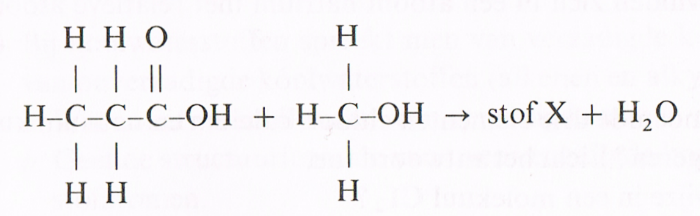 H H O H
H-C-C-C-OH + H-C-OH → stof X + H₂O
H H H